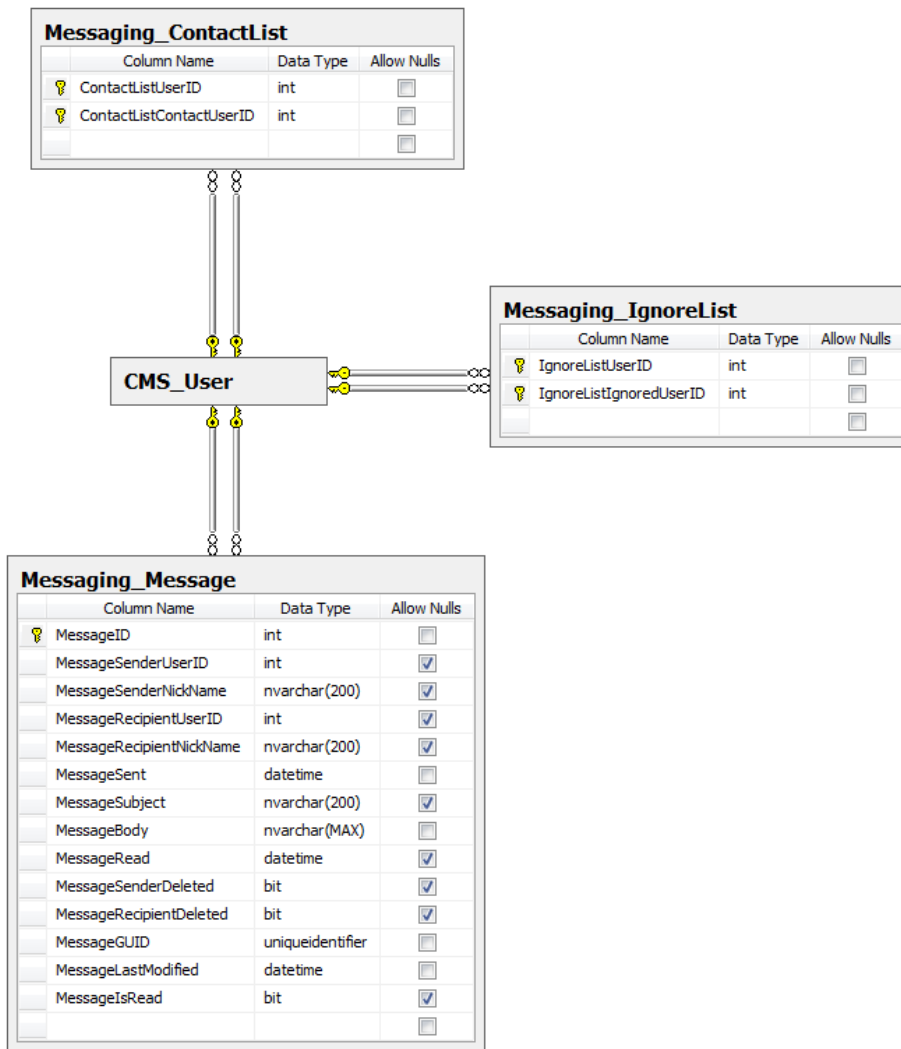 Messaging_ContactList
Column Name Data Type Allow Nulls
ContactListUserID int
ContactListContactUserID int
Messaging_IgnoreList
Column Name Data Type Allow Nulls
IgnoreListUserID int
IgnoreListIgnoredUserID int
CMS_User
Messaging_Message
Column Name Data Type Allow Nulls
MessageID int
MessageSenderUserID int
MessageSenderNickName nvarchar(200)
MessageRecipientUserID int
MessageRecipientNickName nvarchar(200)
MessageSent datetime
MessageSubject nvarchar(200)
MessageBody nvarchar(MAX)
MessageRead datetime
MessageSenderDeleted bit
MessageRecipientDeleted bit
MessageGUID uniqueidentifier
MessageLastModified datetime
MessageIsRead bit